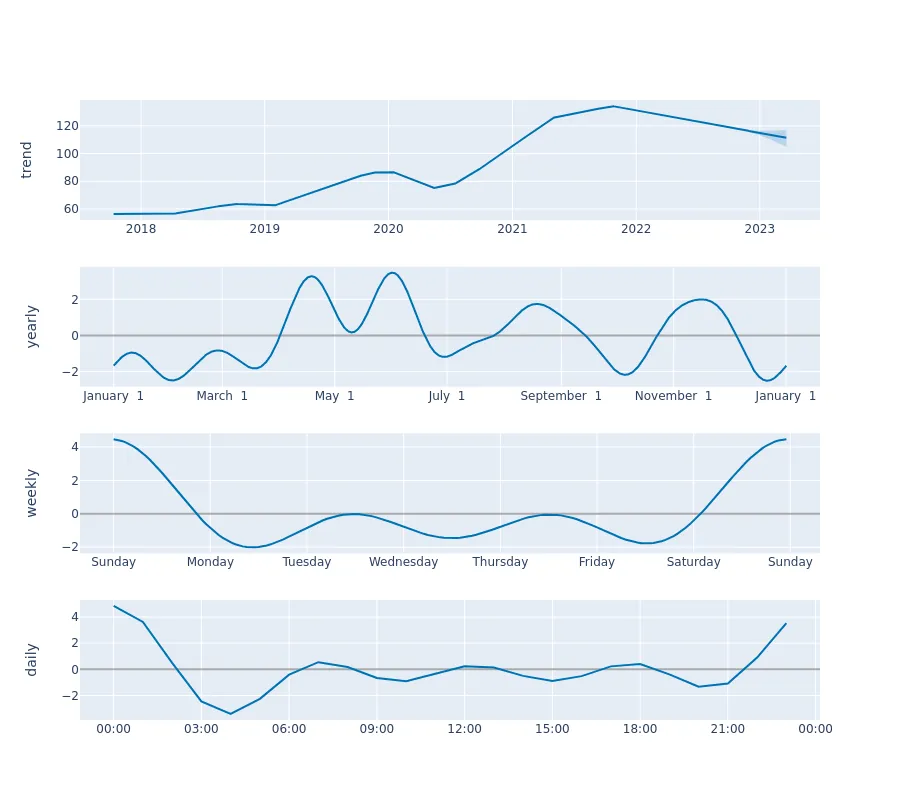 trend
120
100
80
60
2018 2019 2020 2021 2022 2023
yearly
2
0
−2
January 1 March 1 May 1 July 1 September 1 November 1 January 1
weekly
4
2
0
−2
Sunday Monday Tuesday Wednesday Thursday Friday Saturday Sunday
daily
4
2
0
−2
00:00 03:00 06:00 09:00 12:00 15:00 18:00 21:00 00:00